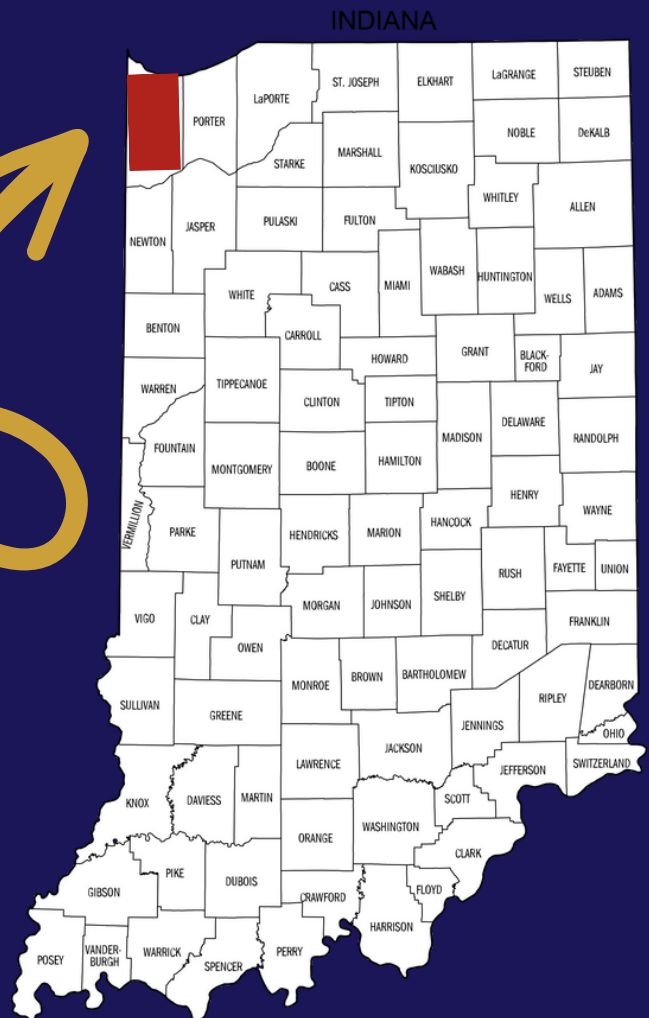 INDIANA
LaGRANGE
STEUBEN
ST. JOSEPH
ELKHART
LaPORTE
PORTER
NOBLE
DeKALB
MARSHALL
STARKE
KOSCIUSKO
WHITLEY
ALLEN
NEWTON
JASPER
PULASKI
FULTON
WABASH
HUNTINGTON
MIAMI
CASS
WHITE
WELLS
ADAMS
BENTON
CARROLL
HOWARD
GRANT
BLACK-
FORD
JAY
WARREN
TIPPECANOE
CLINTON
TIPTON
DELAWARE
MADISON
RANDOLPH
FOUNTAIN
MONTGOMERY
BOONE
HAMILTON
HENRY
WAYNE
VERMILLION
PARKE
HENDRICKS
MARION
HANCOCK
PUTNAM
RUSH
FAYETTE
UNION
VIGO
CLAY
MORGAN
JOHNSON
SHELBY
FRANKLIN
OWEN
DECATUR
MONROE
BROWN
BARTHOLOMEW
RIPLEY
DEARBORN
SULLIVAN
GREENE
JENNINGS
OHIO
JACKSON
LAWRENCE
JEFFERSON
SWITZERLAND
KNOX
DAVIESS
MARTIN
SCOTT
WASHINGTON
ORANGE
CLARK
PIKE
DUBOIS
GIBSON
CRAWFORD
FLOYD
HARRISON
POSEY
VANDER-
BURGH
WARRICK
SPENCER
PERRY